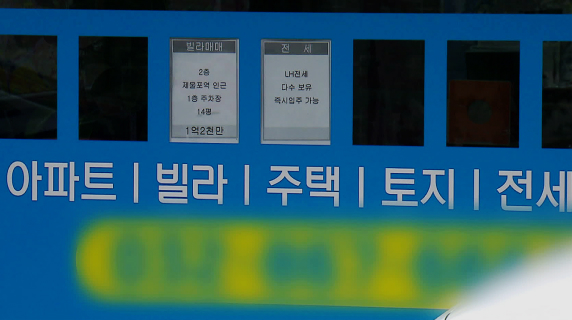 빌라매매
2층
제물포역 인근
1층 주차장
14평
1억2천만
전 세
LH전세
다수 보유
즉시입주 가능
아파트 | 빌라 | 주택 | 토지 | 전세